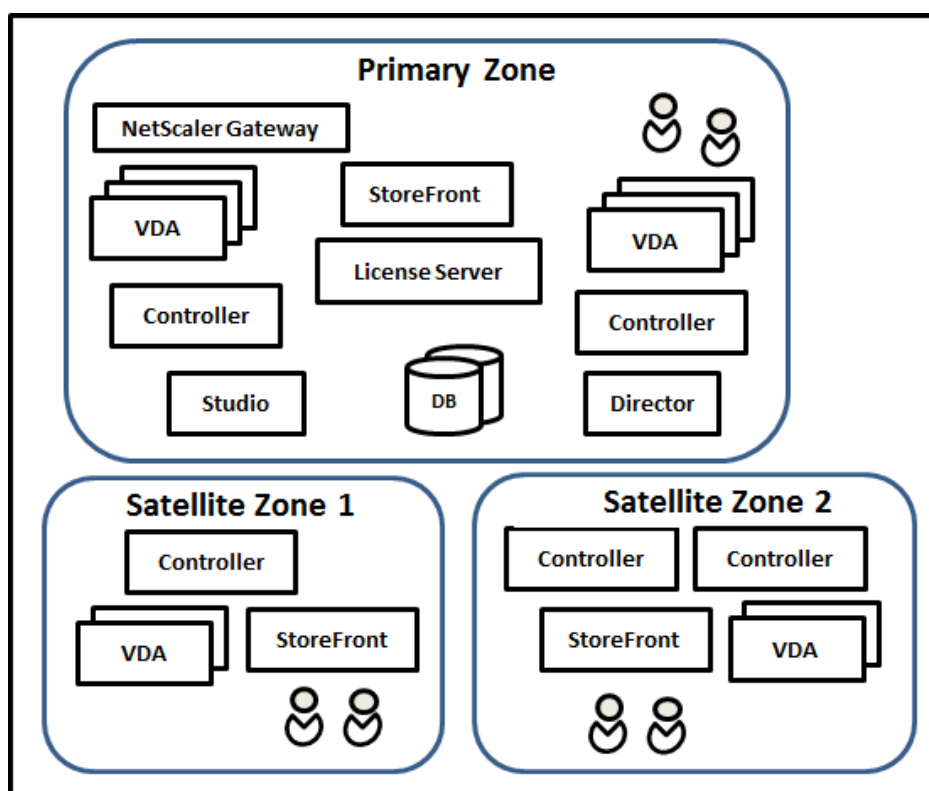 Primary Zone
NetScaler Gateway
StoreFront
VDA
VDA
License Server
Controller
Controller
Studio
DB
Director
Satellite Zone 1
Controller
VDA
StoreFront
Satellite Zone 2
Controller
Controller
StoreFront
VDA